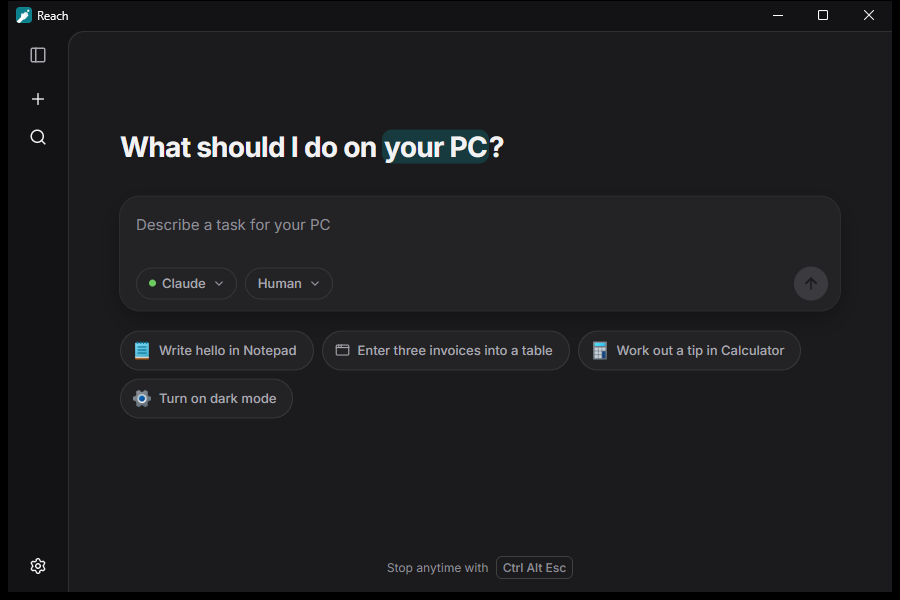 Reach
What should I do on your PC?
Describe a task for your PC
Claude
Human
Write hello in Notepad
Enter three invoices into a table
Work out a tip in Calculator
Turn on dark mode
Stop anytime with Ctrl Alt Esc